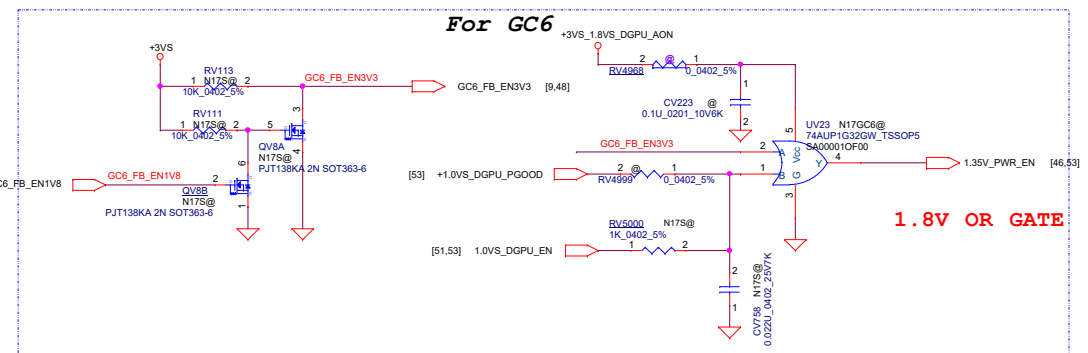 For GC6
+3VS
RV113
1 N17S@ 2
10K_0402_5%
GC6_FB_EN3V3
GC6_FB_EN3V3 [9,48]
RV111
1 N17S@ 2
10K_0402_5%
5
3
4
QV8A
N17S@
PJT138KA 2N SOT363-6
6
2
1
C6_FB_EN1V8
GC6_FB_EN1V8
QV8B
N17S@
PJT138KA 2N SOT363-6
+3VS_1.8VS_DGPU_AON
2 @ 1
RV4968 0_0402_5%
1
CV223 @
0.1U_0201_10V6K
2
UV23 N17GC6@
74AUP1G32GW_TSSOP5
SA00001OF00
5
Vcc
GC6_FB_EN3V3
2 A
Y 4
1 B
G
3
1.35V_PWR_EN [46,53]
[53] +1.0VS_DGPU_PGOOD
2 @ 1
RV4999 0_0402_5%
RV5000 N17S@
1K_0402_5%
1 2
[51,53] 1.0VS_DGPU_EN
2
1
CV758 N17S@
0.022U_0402_25V7K
1.8V OR GATE